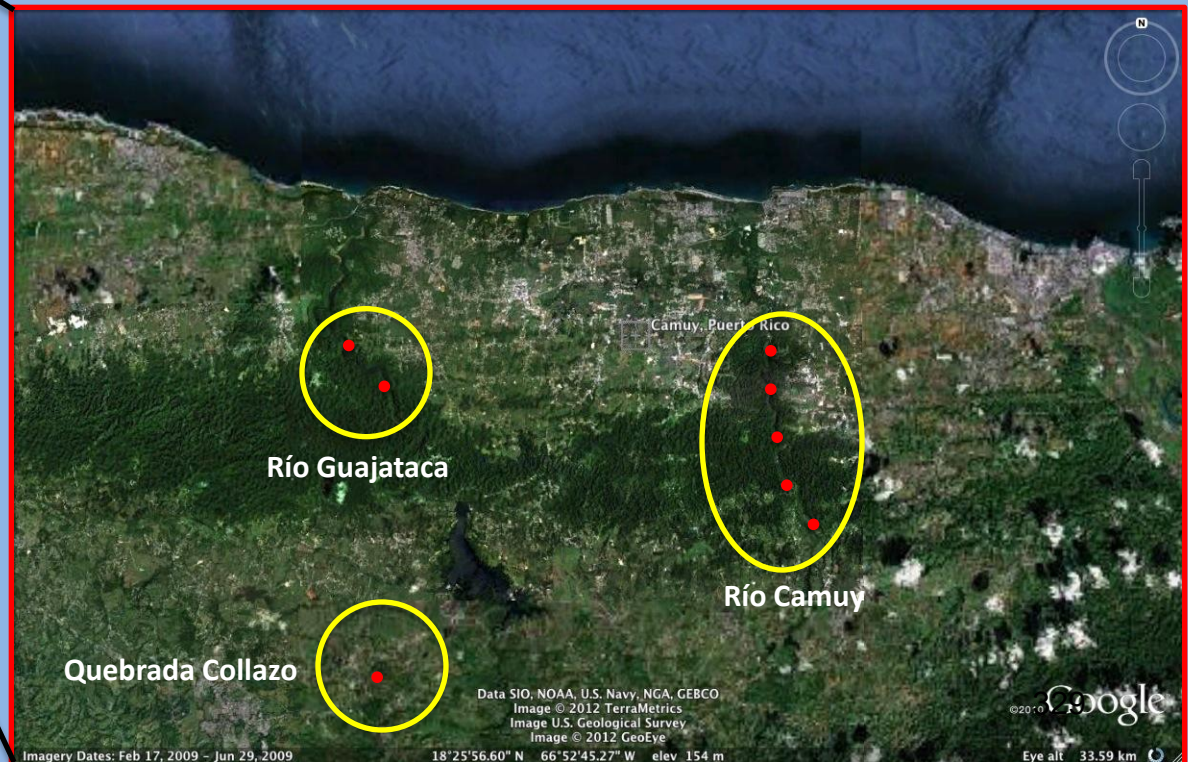 N
Camuy, Puerto Rico
Río Guajataca
Río Camuy
Quebrada Collazo
Data SIO, NOAA, U.S. Navy, NGA, GEBCO
Image © 2012 TerraMetrics
Image U.S. Geological Survey
Image © 2012 GeoEye
©2010 Google
Imagery Dates: Feb 17, 2009 - Jun 29, 2009
18°25'56.60" N 66°52'45.27" W elev 154 m
Eye alt 33.59 km